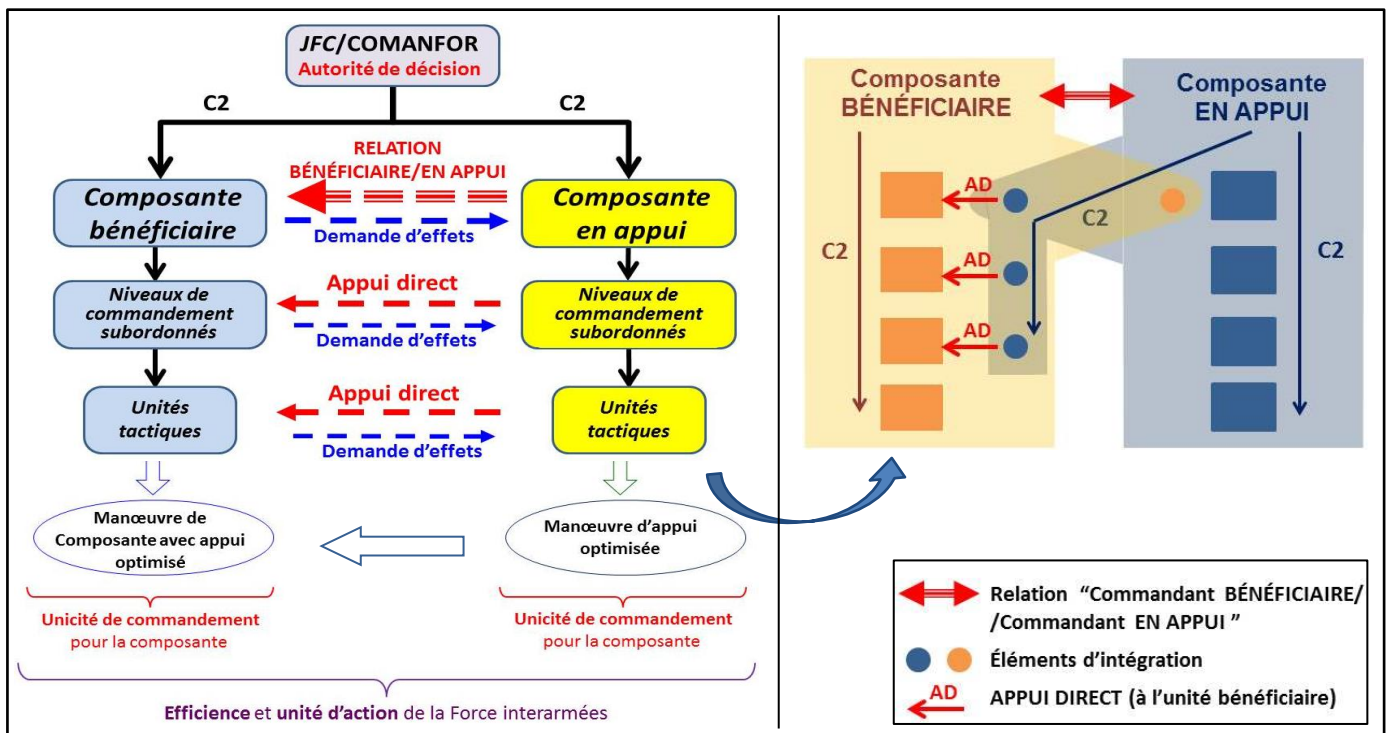 JFC/COMANFOR
Autorité de décision
C2
C2
RELATION
BÉNÉFICIAIRE/EN APPUI
Composante
bénéficiaire
Composante
en appui
Demande d'effets
Appui direct
Niveaux de
commandement
subordonnés
Niveaux de
commandement
subordonnés
Demande d'effets
Appui direct
Unités
tactiques
Unités
tactiques
Demande d'effets
Manœuvre de
Composante avec appui
optimisé
Manœuvre d'appui
optimisée
Unicité de commandement
pour la composante
Unicité de commandement
pour la composante
Efficience et unité d'action de la Force interarmées
Composante
BÉNÉFICIAIRE
Composante
EN APPUI
AD
C2
C2
C2
AD
AD
Relation “Commandant BÉNÉFICIAIRE/
/Commandant EN APPUI ”
Éléments d'intégration
AD
APPUI DIRECT (à l'unité bénéficiaire)